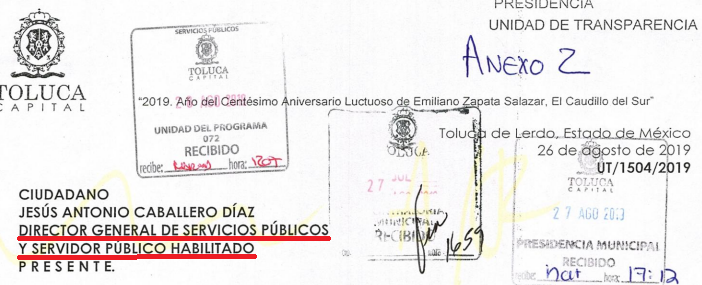 PRESIDENCIA
UNIDAD DE TRANSPARENCIA
ANEXO 2
TOLUCA
CAPITAL
SERVICIOS PÚBLICOS
TOLUCA
CAPITAL
AGO 2019
UNIDAD DEL PROGRAMA
072
RECIBIDO
recibe: hora:
"2019. Año del Centésimo Aniversario Luctuoso de Emiliano Zapata Salazar, El Caudillo del Sur"
Toluca de Lerdo, Estado de México
26 de agosto de 2019
UT/1504/2019
TOLUCA
27 JUL
MUNICIPAL
RECIBIDO
1659
TOLUCA
CAPITAL
27 AGO 2019
PRESIDENCIA MUNICIPAL
RECIBIDO
recibe: nat hora: 17:12
CIUDADANO
JESÚS ANTONIO CABALLERO DÍAZ
DIRECTOR GENERAL DE SERVICIOS PÚBLICOS
Y SERVIDOR PÚBLICO HABILITADO
P R E S E N T E.